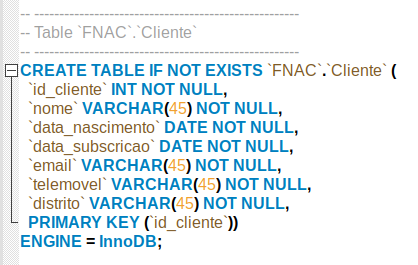 -- -----------------------------------------------------
-- Table `FNAC`.`Cliente`
-- -----------------------------------------------------
CREATE TABLE IF NOT EXISTS `FNAC`.`Cliente` (
`id_cliente` INT NOT NULL,
`nome` VARCHAR(45) NOT NULL,
`data_nascimento` DATE NOT NULL,
`data_subscricao` DATE NOT NULL,
`email` VARCHAR(45) NOT NULL,
`telemovel` VARCHAR(45) NOT NULL,
`distrito` VARCHAR(45) NOT NULL,
PRIMARY KEY (`id_cliente`))
ENGINE = InnoDB;